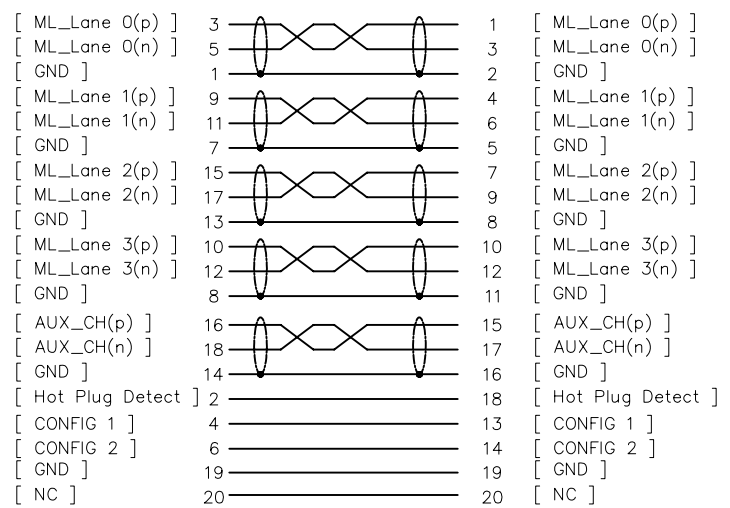 [ ML_Lane 0(p) ] 3 1 [ ML_Lane 0(p) ]
[ ML_Lane 0(n) ] 5 3 [ ML_Lane 0(n) ]
[ GND ] 1 2 [ GND ]
[ ML_Lane 1(p) ] 9 4 [ ML_Lane 1(p) ]
[ ML_Lane 1(n) ] 11 6 [ ML_Lane 1(n) ]
[ GND ] 7 5 [ GND ]
[ ML_Lane 2(p) ] 15 7 [ ML_Lane 2(p) ]
[ ML_Lane 2(n) ] 17 9 [ ML_Lane 2(n) ]
[ GND ] 13 8 [ GND ]
[ ML_Lane 3(p) ] 10 10 [ ML_Lane 3(p) ]
[ ML_Lane 3(n) ] 12 12 [ ML_Lane 3(n) ]
[ GND ] 8 11 [ GND ]
[ AUX_CH(p) ] 16 15 [ AUX_CH(p) ]
[ AUX_CH(n) ] 18 17 [ AUX_CH(n) ]
[ GND ] 14 16 [ GND ]
[ Hot Plug Detect ] 2 18 [ Hot Plug Detect ]
[ CONFIG 1 ] 4 13 [ CONFIG 1 ]
[ CONFIG 2 ] 6 14 [ CONFIG 2 ]
[ GND ] 19 19 [ GND ]
[ NC ] 20 20 [ NC ]